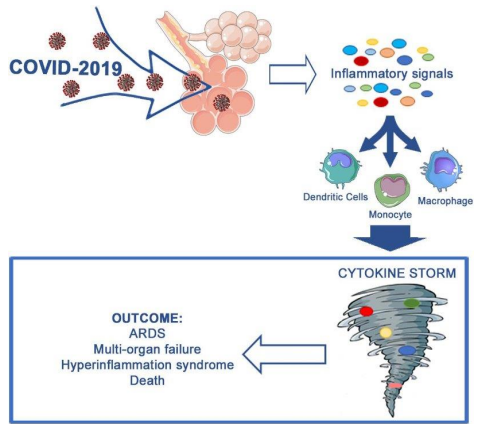 COVID-2019
Inflammatory signals
Dendritic Cells
Monocyte
Macrophage
CYTOKINE STORM
OUTCOME:
ARDS
Multi-organ failure
Hyperinflammation syndrome
Death